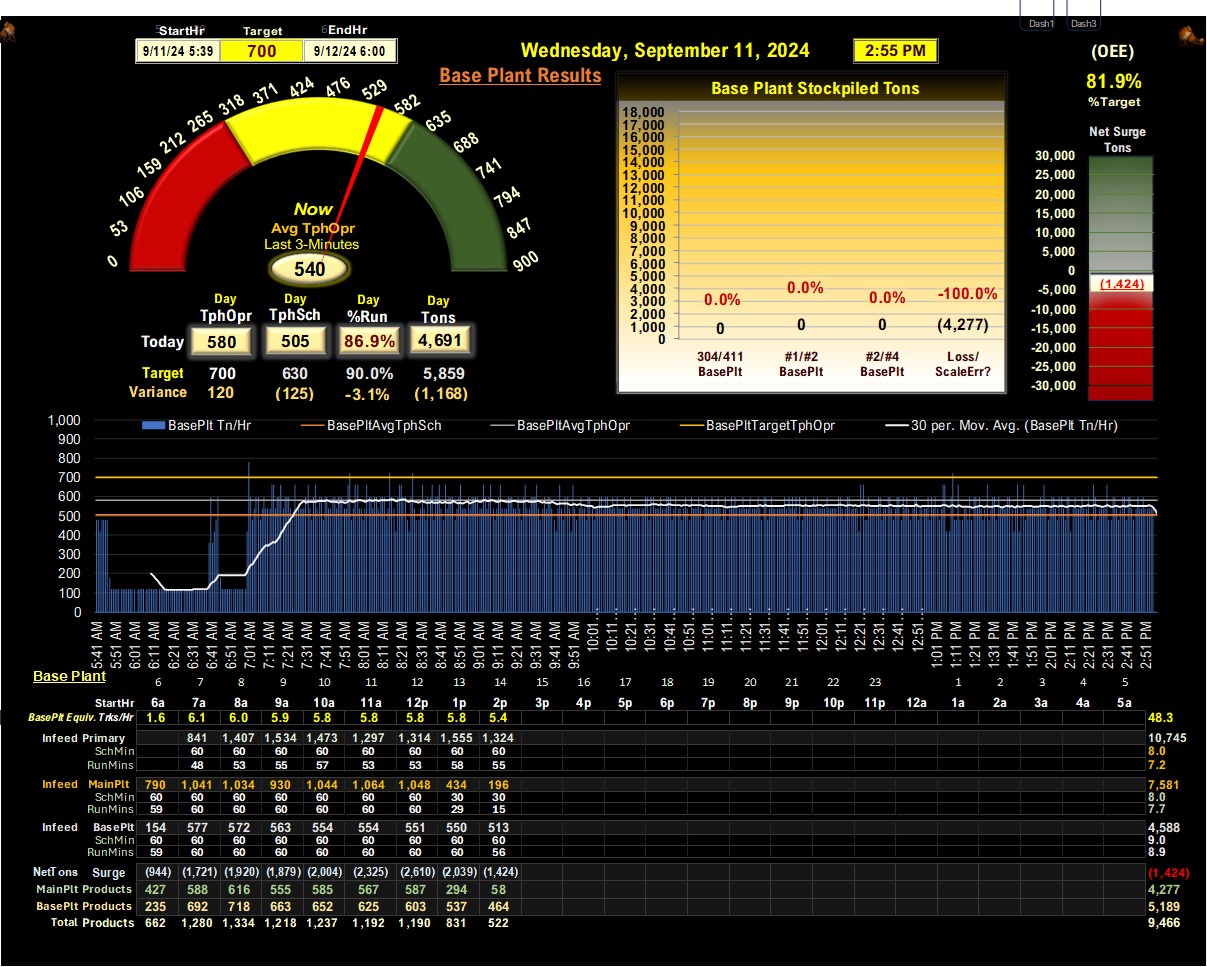 Dash1 Dash3
StartHr Target EndHr
9/11/24 5:39 700 9/12/24 6:00
Wednesday, September 11, 2024 2:55 PM
(OEE)
81.9%
%Target
Base Plant Results
0 53 106 159 212 265 318 371 424 476 529 582 635 688 741 794 847 900
Now
Avg TphOpr
Last 3-Minutes
540
Day Day Day Day
TphOpr TphSch %Run Tons
Today 580 505 86.9% 4,691
Target 700 630 90.0% 5,859
Variance 120 (125) -3.1% (1,168)
Base Plant Stockpiled Tons
18,000
17,000
16,000
15,000
14,000
13,000
12,000
11,000
10,000
9,000
8,000
7,000
6,000
5,000
4,000
3,000
2,000
1,000
0
0.0% 0.0% 0.0% -100.0%
0 0 0 (4,277)
304/411 #1/#2 #2/#4 Loss/
BasePlt BasePlt BasePlt ScaleErr?
Net Surge
Tons
30,000
25,000
20,000
15,000
10,000
5,000
0
(1,424)
-5,000
-10,000
-15,000
-20,000
-25,000
-30,000
BasePlt Tn/Hr BasePltAvgTphSch BasePltAvgTphOpr BasePltTargetTphOpr 30 per. Mov. Avg. (BasePlt Tn/Hr)
1,000
900
800
700
600
500
400
300
200
100
0
5:41 AM 5:51 AM 6:01 AM 6:11 AM 6:21 AM 6:31 AM 6:41 AM 6:51 AM 7:01 AM 7:11 AM 7:21 AM 7:31 AM 7:41 AM 7:51 AM 8:01 AM 8:11 AM 8:21 AM 8:31 AM 8:41 AM 8:51 AM 9:01 AM 9:11 AM 9:21 AM 9:31 AM 9:41 AM 9:51 AM 10:01... 10:11... 10:21... 10:31... 10:41... 10:51... 11:01... 11:11... 11:21... 11:31... 11:41... 11:51... 12:01... 12:11... 12:21... 12:31... 12:41... 12:51... 1:01 PM 1:11 PM 1:21 PM 1:31 PM 1:41 PM 1:51 PM 2:01 PM 2:11 PM 2:21 PM 2:31 PM 2:41 PM 2:51 PM
Base Plant
6 7 8 9 10 11 12 13 14 15 16 17 18 19 20 21 22 23 1 2 3 4 5
StartHr 6a 7a 8a 9a 10a 11a 12p 1p 2p 3p 4p 5p 6p 7p 8p 9p 10p 11p 12a 1a 2a 3a 4a 5a
BasePlt Equiv. Trks/Hr 1.6 6.1 6.0 5.9 5.8 5.8 5.8 5.8 5.4 48.3
Infeed Primary 841 1,407 1,534 1,473 1,297 1,314 1,555 1,324 10,745
SchMin 60 60 60 60 60 60 60 60 8.0
RunMins 48 53 55 57 53 53 58 55 7.2
Infeed MainPlt 790 1,041 1,034 930 1,044 1,064 1,048 434 196 7,581
SchMin 60 60 60 60 60 60 60 30 30 8.0
RunMins 59 60 60 60 60 60 60 29 15 7.7
Infeed BasePlt 154 577 572 563 554 554 551 550 513 4,588
SchMin 60 60 60 60 60 60 60 60 60 9.0
RunMins 59 60 60 60 60 60 60 60 56 8.9
NetTons Surge (944) (1,721) (1,920) (1,879) (2,004) (2,325) (2,610) (2,039) (1,424) (1,424)
MainPlt Products 427 588 616 555 585 567 587 294 58 4,277
BasePlt Products 235 692 718 663 652 625 603 537 464 5,189
Total Products 662 1,280 1,334 1,218 1,237 1,192 1,190 831 522 9,466